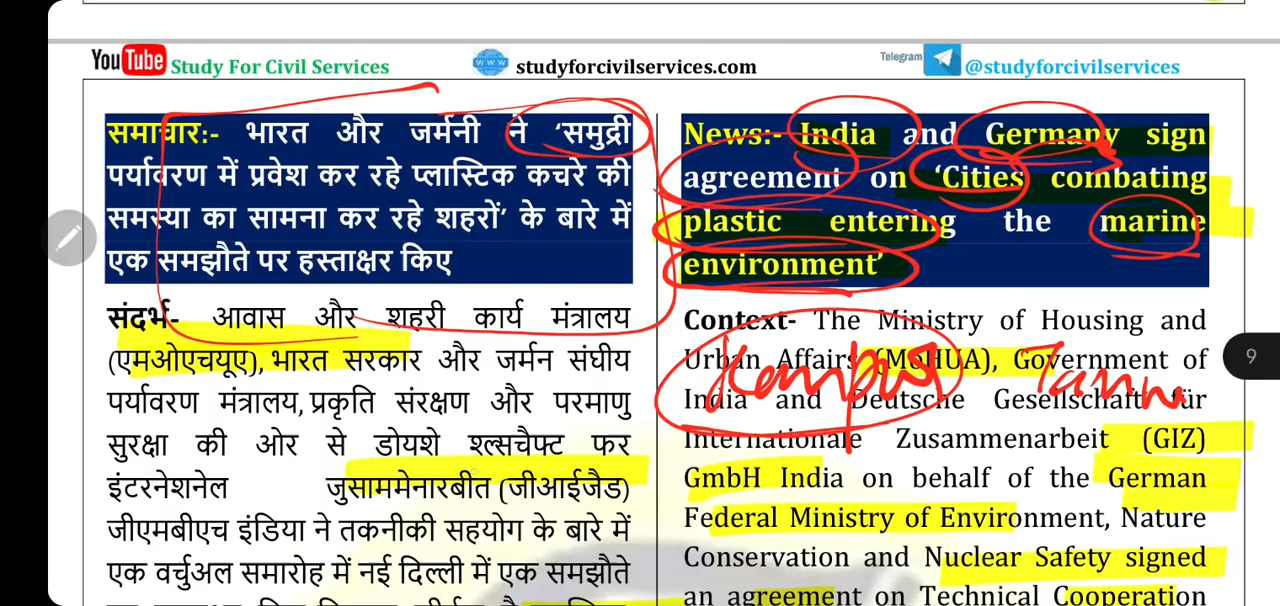 YouTube Study For Civil Services
www studyforcivilservices.com
Telegram @studyforcivilservices
समाचार:- भारत और जर्मनी ने ‘समुद्री
पर्यावरण में प्रवेश कर रहे प्लास्टिक कचरे की
समस्या का सामना कर रहे शहरों’ के बारे में
एक समझौते पर हस्ताक्षर किए
संदर्भ- आवास और शहरी कार्य मंत्रालय
(एमओएचयूए), भारत सरकार और जर्मन संघीय
पर्यावरण मंत्रालय, प्रकृति संरक्षण और परमाणु
सुरक्षा की ओर से डोयशे श्ल्सचैफ्ट फर
इंटरनेशनेल जुसाममेनारबीत (जीआईजैड)
जीएमबीएच इंडिया ने तकनीकी सहयोग के बारे में
एक वर्चुअल समारोह में नई दिल्ली में एक समझौते
News:- India and Germany sign
agreement on ‘Cities combating
plastic entering the marine
environment’
Context- The Ministry of Housing and
Urban Affairs (MoHUA), Government of
India and Deutsche Gesellschaft für
Internationale Zusammenarbeit (GIZ)
GmbH India on behalf of the German
Federal Ministry of Environment, Nature
Conservation and Nuclear Safety signed
an agreement on Technical Cooperation
Kanpur
9